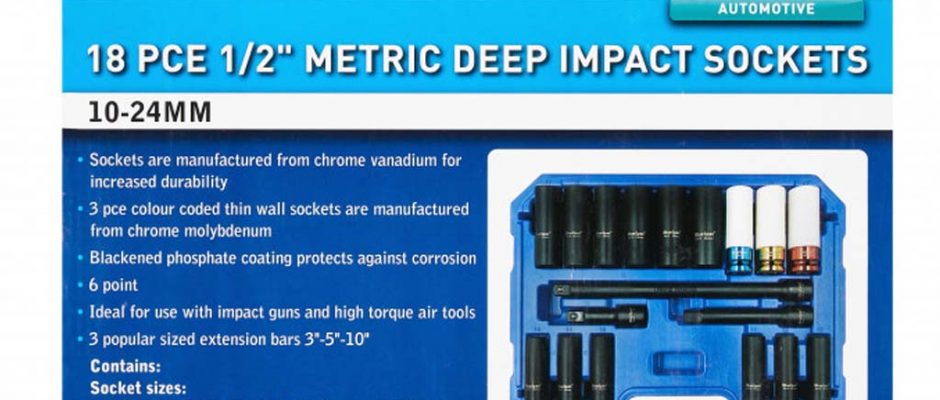 AUTOMOTIVE
18 PCE 1/2" METRIC DEEP IMPACT SOCKETS
10-24MM
• Sockets are manufactured from chrome vanadium for
increased durability
• 3 pce colour coded thin wall sockets are manufactured
from chrome molybdenum
• Blackened phosphate coating protects against corrosion
• 6 point
• Ideal for use with impact guns and high torque air tools
• 3 popular sized extension bars 3"-5"-10"
Contains:
Socket sizes: